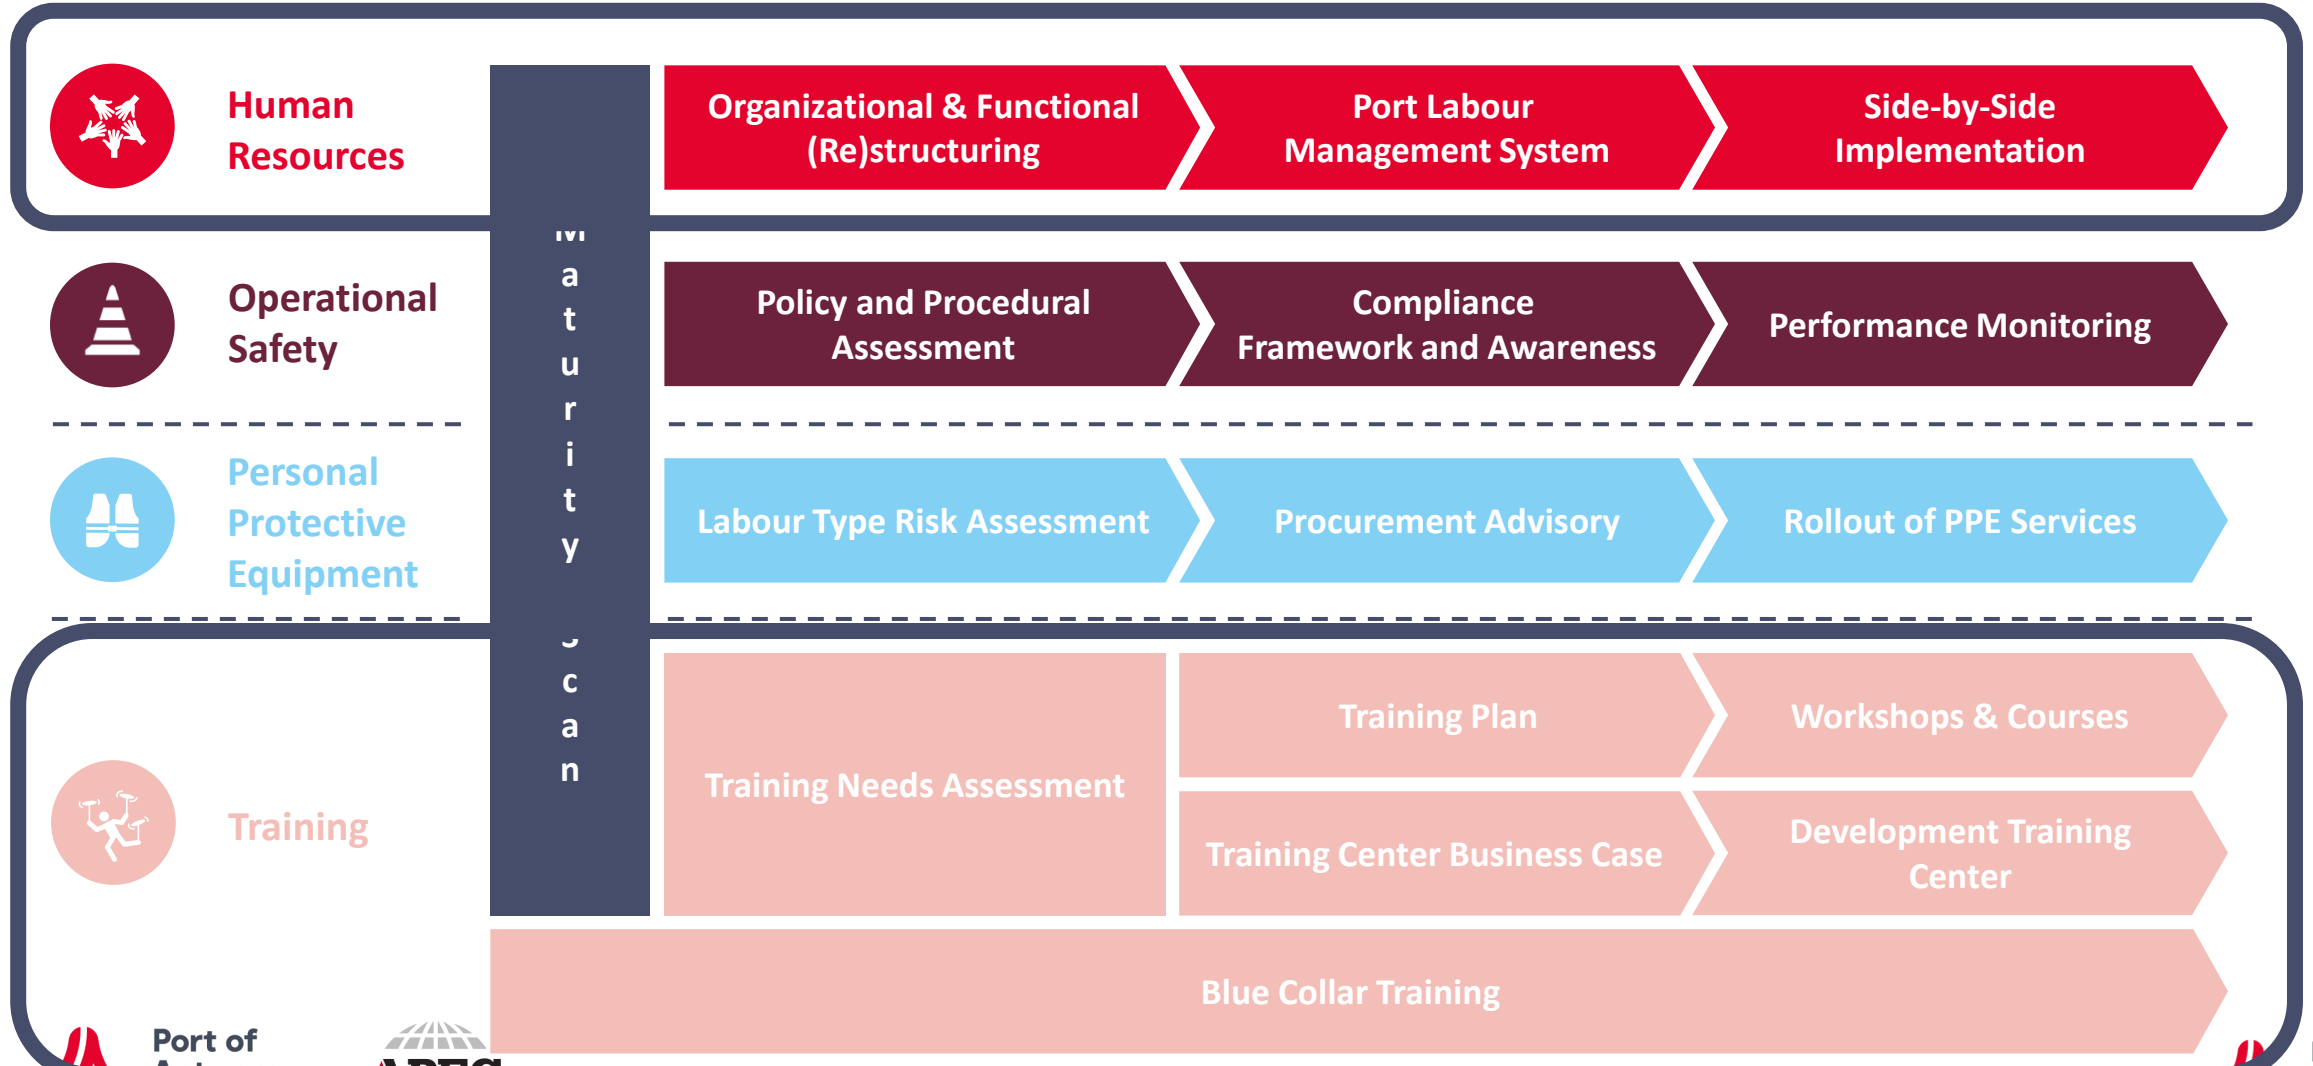 Human
Resources
Organizational & Functional
(Re)structuring
Port Labour
Management System
Side-by-Side
Implementation
Maturity scan
Operational
Safety
Policy and Procedural
Assessment
Compliance
Framework and Awareness
Performance Monitoring
Personal
Protective
Equipment
Labour Type Risk Assessment
Procurement Advisory
Rollout of PPE Services
Training
Training Needs Assessment
Training Plan
Workshops & Courses
Training Center Business Case
Development Training
Center
Blue Collar Training
Port of